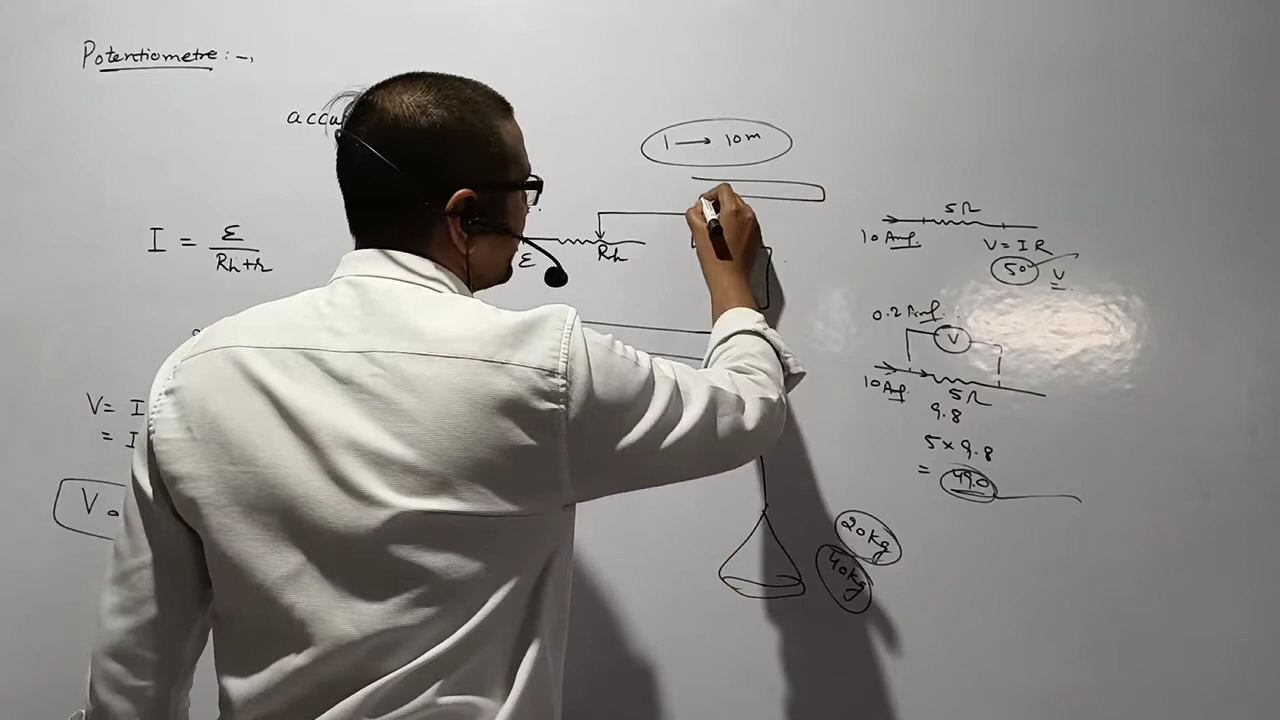 Potentiometre :-,
1 → 10m
I = ε / Rh+r
ε
Rh
V= I
= I
V
5Ω
10 Amp.
V = I R
50
V
0.2 Amp.
V
10 Amp.
5Ω
9.8
5 × 9.8
= 49.0
20kg
40kg